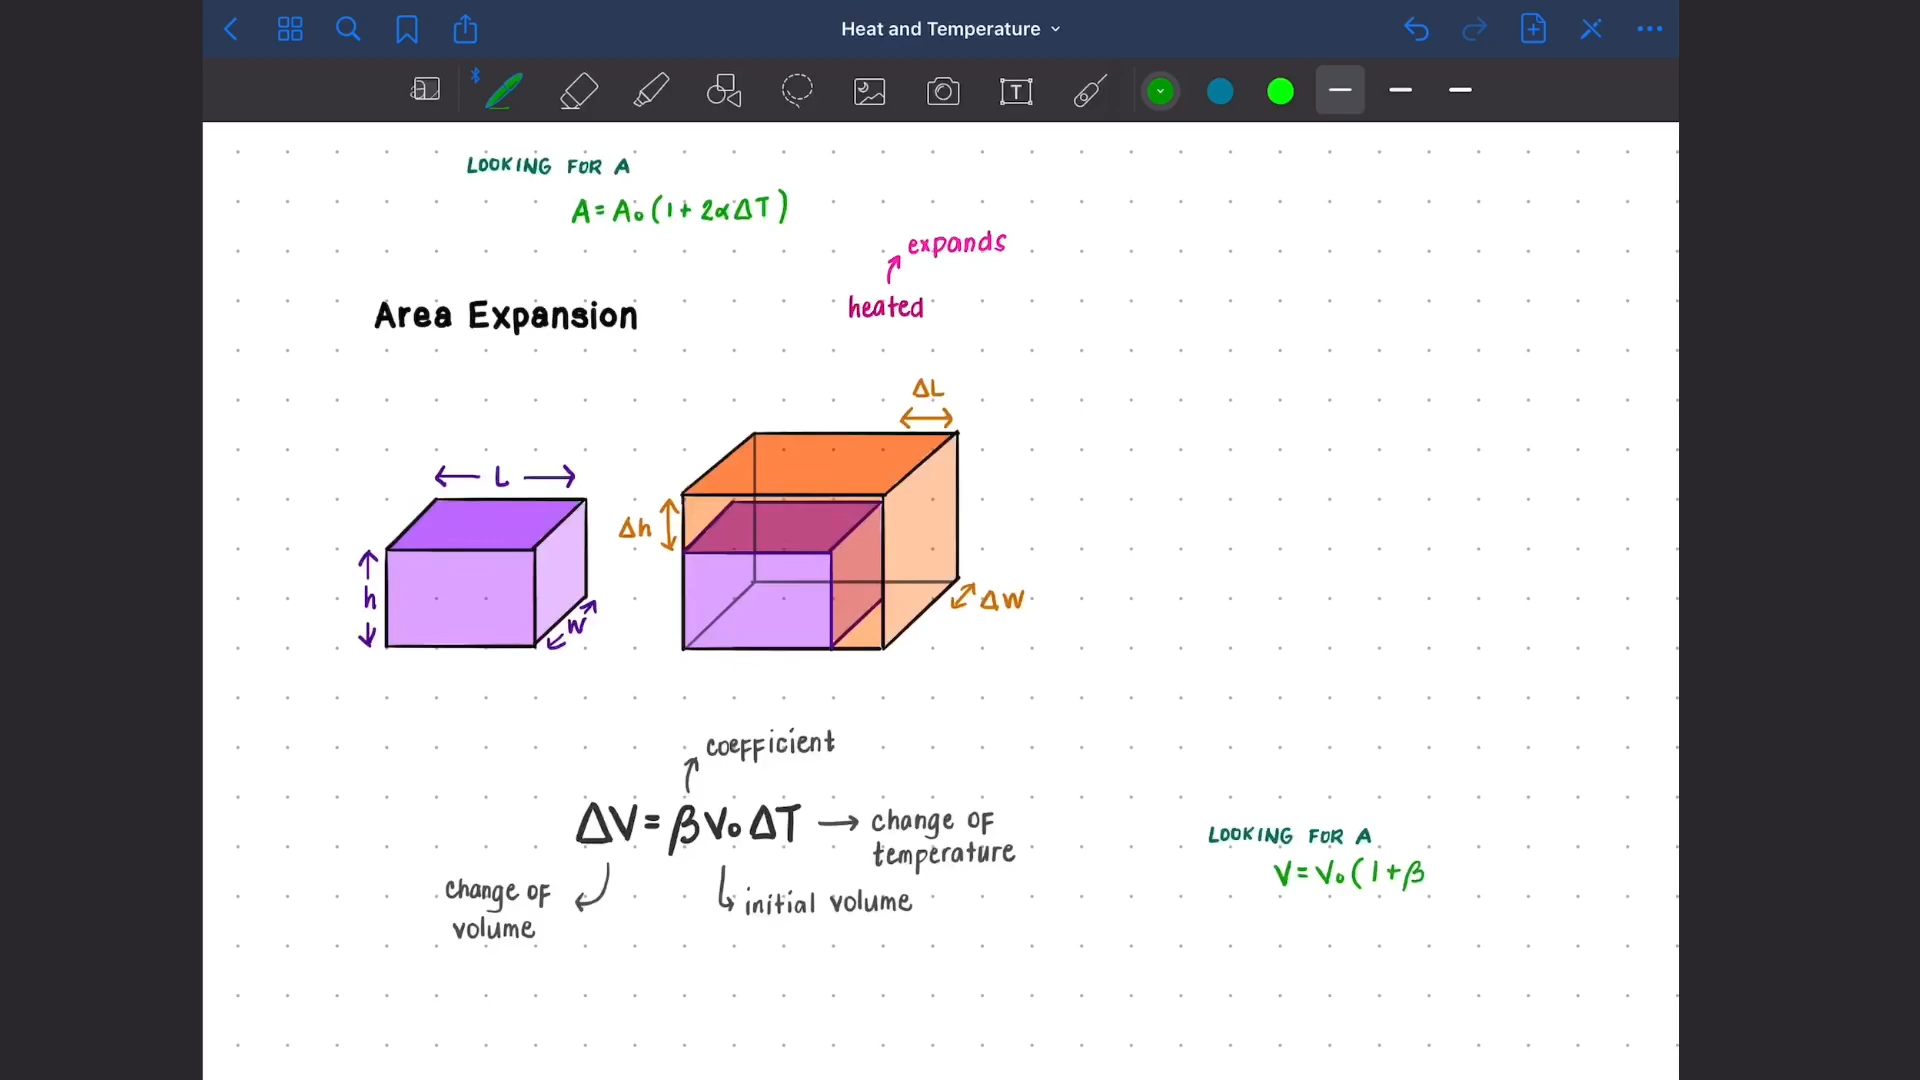 Heat and Temperature
T
LOOKING FOR A
A = A₀ (1 + 2αΔT)
expands
heated
Area Expansion
ΔL
L
Δh
h
W
ΔW
coefficient
ΔV = βV₀ΔT → change of
temperature
change of
volume
initial volume
LOOKING FOR A
V = V₀ (1 + β